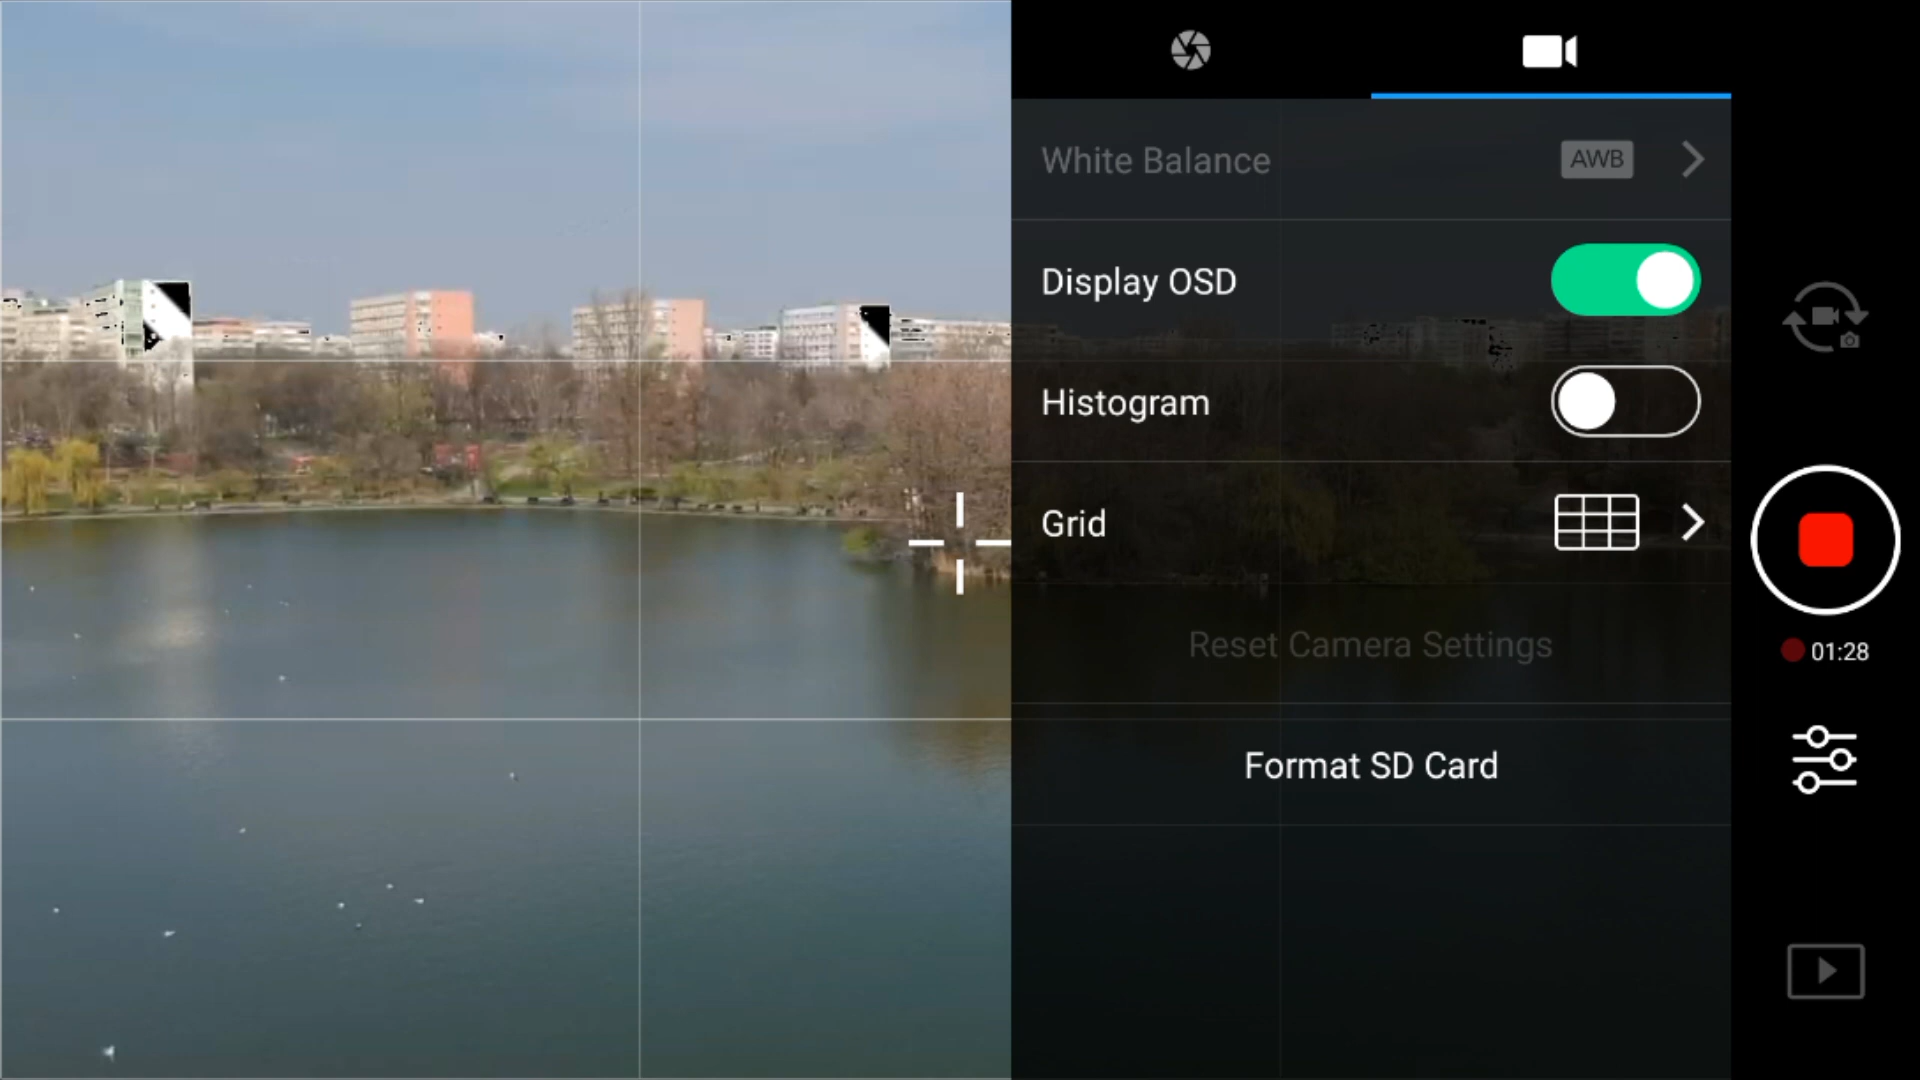 White Balance
AWB
Display OSD
Histogram
Grid
Reset Camera Settings
01:28
Format SD Card